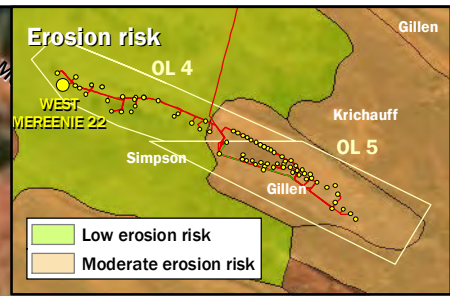 Gillen
Erosion risk
OL 4
WEST
MEREENIE 22
Krichauff
OL 5
Simpson
Gillen
Low erosion risk
Moderate erosion risk